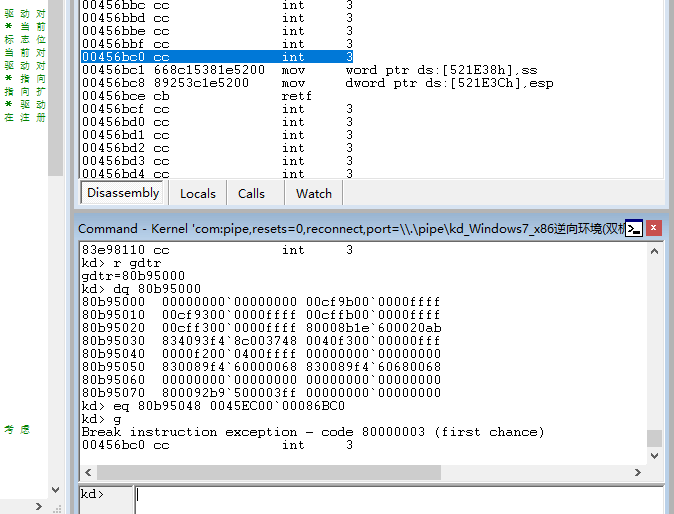 驱 动 对
* 当 前
标 志 位
当 前 对
驱 动 对
* 指 向
指 向 扩
* 驱 动
在 注 册
考 虑
00456bbc cc int 3
00456bbd cc int 3
00456bbe cc int 3
00456bbf cc int 3
00456bc0 cc int 3
00456bc1 668c15381e5200 mov word ptr ds:[521E38h],ss
00456bc8 89253c1e5200 mov dword ptr ds:[521E3Ch],esp
00456bce cb retf
00456bcf cc int 3
00456bd0 cc int 3
00456bd1 cc int 3
00456bd2 cc int 3
00456bd3 cc int 3
00456bd4 cc int 3
Disassembly Locals Calls Watch
Command - Kernel 'com:pipe,resets=0,reconnect,port=\\.\pipe\kd_Windows7_x86逆向环境(双机
83e98110 cc int 3
kd> r gdtr
gdtr=80b95000
kd> dq 80b95000
80b95000 00000000`00000000 00cf9b00`0000ffff
80b95010 00cf9300`0000ffff 00cffb00`0000ffff
80b95020 00cff300`0000ffff 80008b1e`600020ab
80b95030 834093f4`8c003748 0040f300`00000fff
80b95040 0000f200`0400ffff 00000000`00000000
80b95050 830089f4`60000068 830089f4`60680068
80b95060 00000000`00000000 00000000`00000000
80b95070 800092b9`500003ff 00000000`00000000
kd> eq 80b95048 0045EC00`00086BC0
kd> g
Break instruction exception - code 80000003 (first chance)
00456bc0 cc int 3
kd>